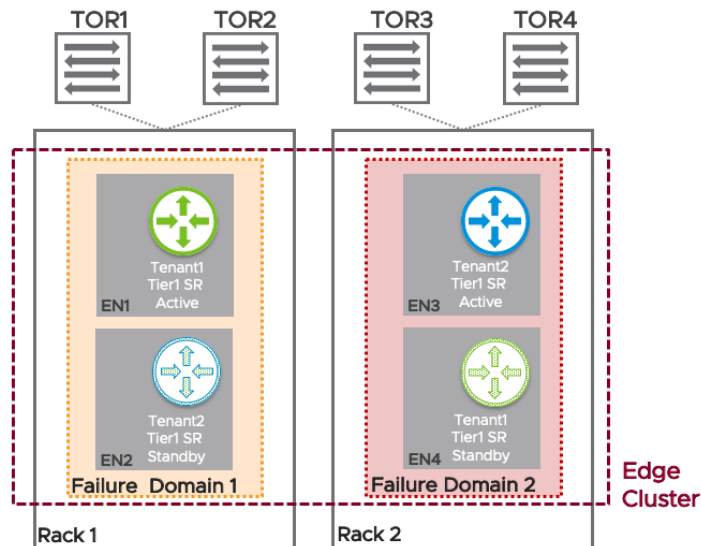 TOR1
TOR2
TOR3
TOR4
Tenant1
Tier1 SR
Active
EN1
Tenant2
Tier1 SR
Standby
EN2
Failure Domain 1
Rack 1
Tenant2
Tier1 SR
Active
EN3
Tenant1
Tier1 SR
Standby
EN4
Failure Domain 2
Rack 2
Edge
Cluster